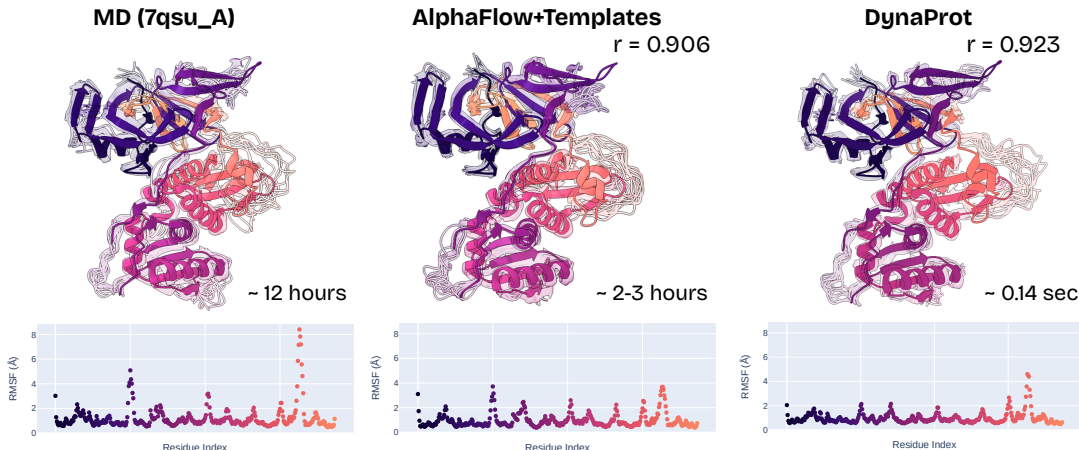 MD (7qsu_A)
AlphaFlow+Templates
r = 0.906
DynaProt
r = 0.923
~ 12 hours
~ 2-3 hours
~ 0.14 sec
RMSF (Å)
8
6
4
2
0
Residue Index
RMSF (Å)
8
6
4
2
0
Residue Index
RMSF (Å)
8
6
4
2
0
Residue Index